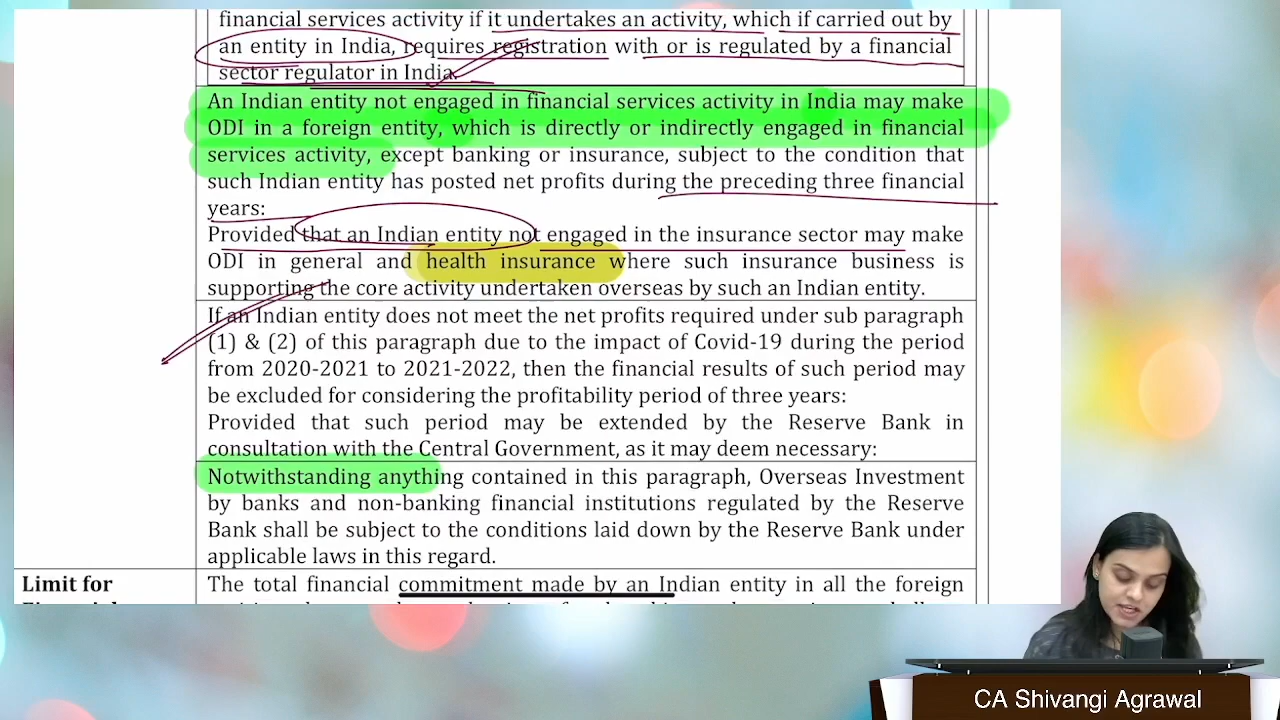 financial services activity if it undertakes an activity, which if carried out by
an entity in India, requires registration with or is regulated by a financial
sector regulator in India.
An Indian entity not engaged in financial services activity in India may make
ODI in a foreign entity, which is directly or indirectly engaged in financial
services activity, except banking or insurance, subject to the condition that
such Indian entity has posted net profits during the preceding three financial
years:
Provided that an Indian entity not engaged in the insurance sector may make
ODI in general and health insurance where such insurance business is
supporting the core activity undertaken overseas by such an Indian entity.
If an Indian entity does not meet the net profits required under sub paragraph
(1) & (2) of this paragraph due to the impact of Covid-19 during the period
from 2020-2021 to 2021-2022, then the financial results of such period may
be excluded for considering the profitability period of three years:
Provided that such period may be extended by the Reserve Bank in
consultation with the Central Government, as it may deem necessary:
Notwithstanding anything contained in this paragraph, Overseas Investment
by banks and non-banking financial institutions regulated by the Reserve
Bank shall be subject to the conditions laid down by the Reserve Bank under
applicable laws in this regard.
Limit for
The total financial commitment made by an Indian entity in all the foreign
CA Shivangi Agrawal